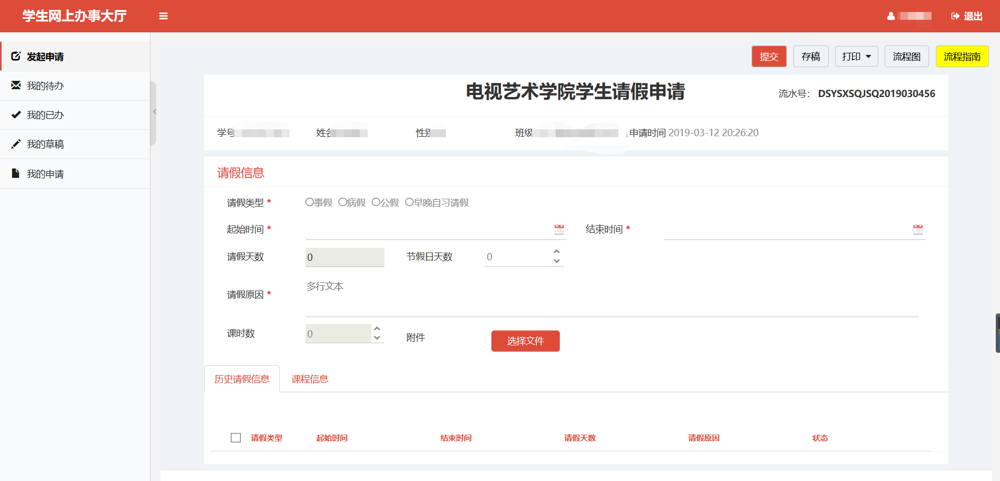 学生网上办事大厅
退出
发起申请
我的待办
我的已办
我的草稿
我的申请
提交 存稿 打印 流程图 流程指南
电视艺术学院学生请假申请
流水号： DSYSXSQJSQ2019030456
学号 姓名 性别 班级 申请时间 2019-03-12 20:26:20
请假信息
请假类型 * 事假 病假 公假 早晚自习请假
起始时间 * 结束时间 *
请假天数 0 节假日天数 0
请假原因 * 多行文本
课时数 0 附件 选择文件
历史请假信息 课程信息
请假类型 起始时间 结束时间 请假天数 请假原因 状态